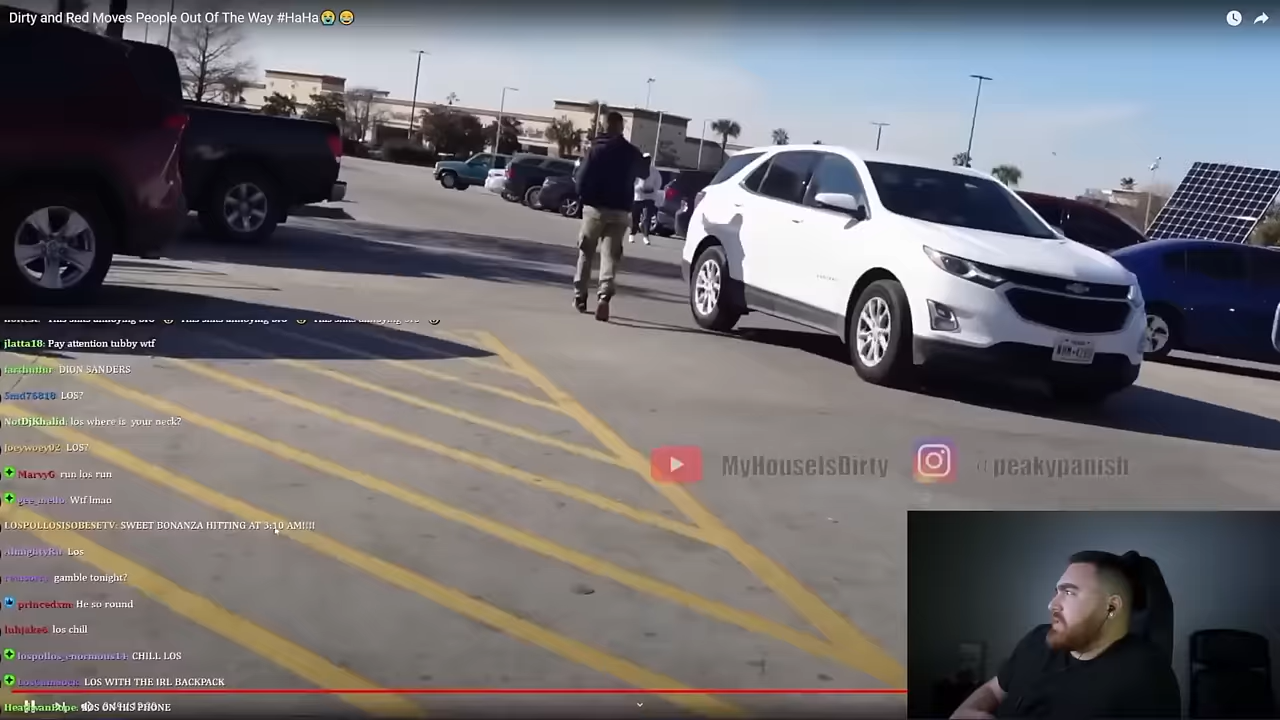 Dirty and Red Moves People Out Of The Way #HaHa😭😂
MyHouseIsDirty
@peakypanish
jlatta18: Pay attention tubby wtf
DION SANDERS
LOS?
NotDjKhalid: los where is your neck?
joeywoey02: LOS?
MarvyG run los run
Wtf lmao
LOSPOLLOSISOBESETV: SWEET BONANZA HITTING AT 3:10 AM!!!!
Los
gamble tonight?
princedxm: He so round
luhjake6: los chill
lospollos_enormous14: CHILL LOS
LOS WITH THE IRL BACKPACK
LOS ON HIS PHONE